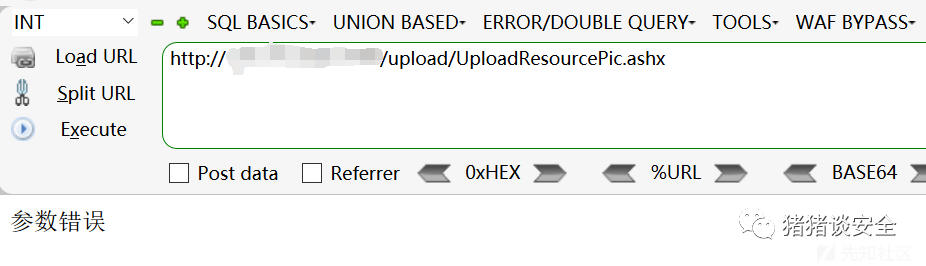 INT SQL BASICS UNION BASED ERROR/DOUBLE QUERY TOOLS WAF BYPASS
Load URL http:// /upload/UploadResourcePic.ashx
Split URL
Execute
Post data Referrer 0xHEX %URL BASE64
参数错误
猪猪谈安全
先知社区